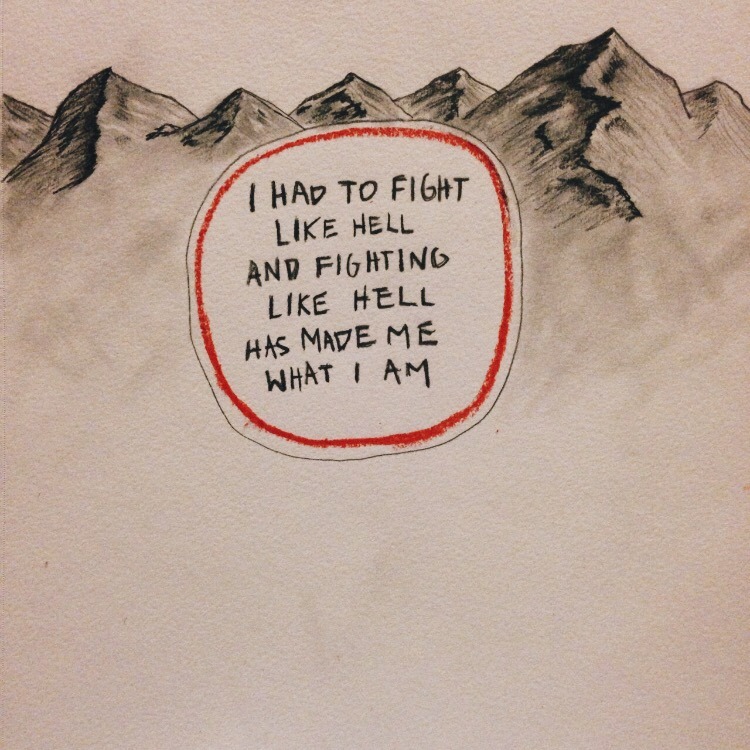 I HAD TO FIGHT
LIKE HELL
AND FIGHTING
LIKE HELL
HAS MADE ME
WHAT I AM